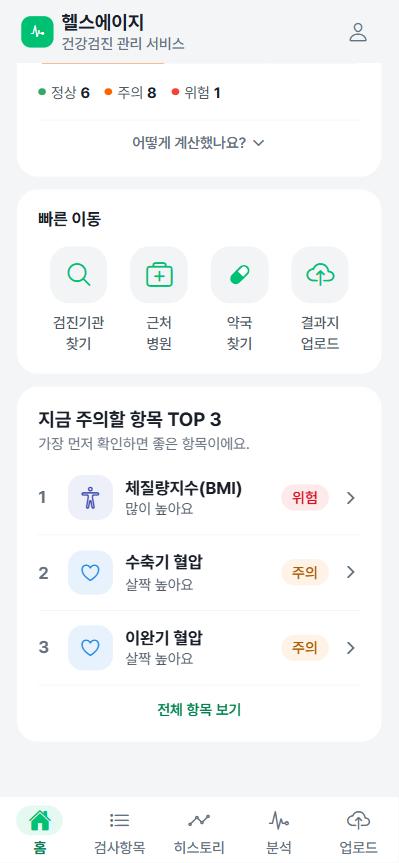 헬스에이지
건강검진 관리 서비스
정상 6 주의 8 위험 1
어떻게 계산했나요?
빠른 이동
검진기관 찾기
근처 병원
약국 찾기
결과지 업로드
지금 주의할 항목 TOP 3
가장 먼저 확인하면 좋은 항목이에요.
1 체질량지수(BMI) 위험
많이 높아요
2 수축기 혈압 주의
살짝 높아요
3 이완기 혈압 주의
살짝 높아요
전체 항목 보기
홈 검사항목 히스토리 분석 업로드